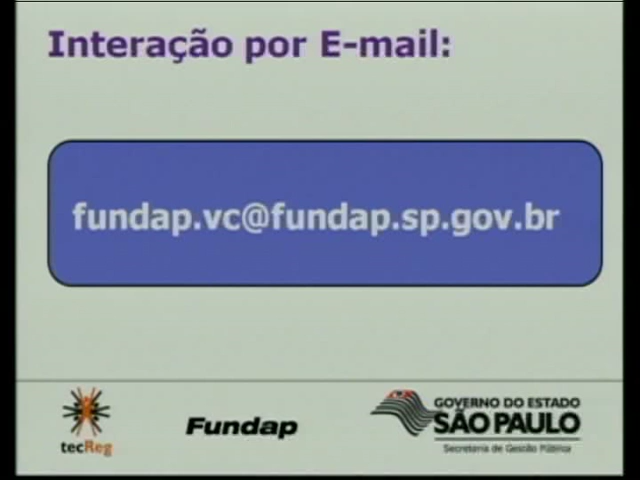 Interação por E-mail:
fundap.vc@fundap.sp.gov.br
tecReg
Fundap
GOVERNO DO ESTADO
SÃO PAULO
Secretaria de Gestão Pública